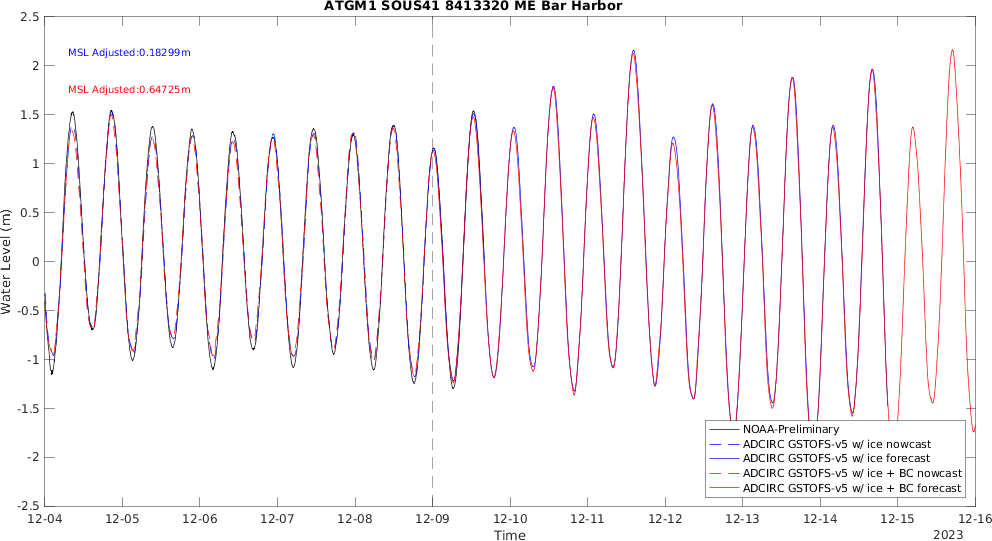 ATGM1 SOUS41 8413320 ME Bar Harbor
2.5
2
1.5
1
0.5
0
-0.5
-1
-1.5
-2
-2.5
Water Level (m)
MSL Adjusted:0.18299m
MSL Adjusted:0.64725m
NOAA-Preliminary
ADCIRC GSTOFS-v5 w/ ice nowcast
ADCIRC GSTOFS-v5 w/ ice forecast
ADCIRC GSTOFS-v5 w/ ice + BC nowcast
ADCIRC GSTOFS-v5 w/ ice + BC forecast
12-04 12-05 12-06 12-07 12-08 12-09 12-10 12-11 12-12 12-13 12-14 12-15 12-16
Time
2023